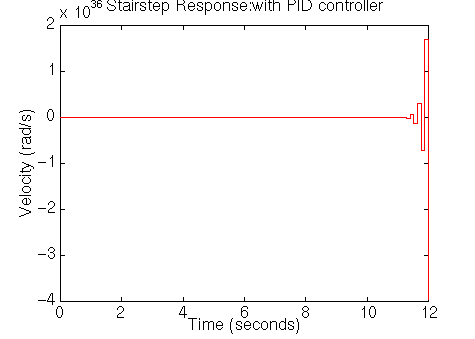 x 10^36 Stairstep Response:with PID controller
2
1
0
−1
−2
−3
−4
Velocity (rad/s)
0 2 4 6 8 10 12
Time (seconds)